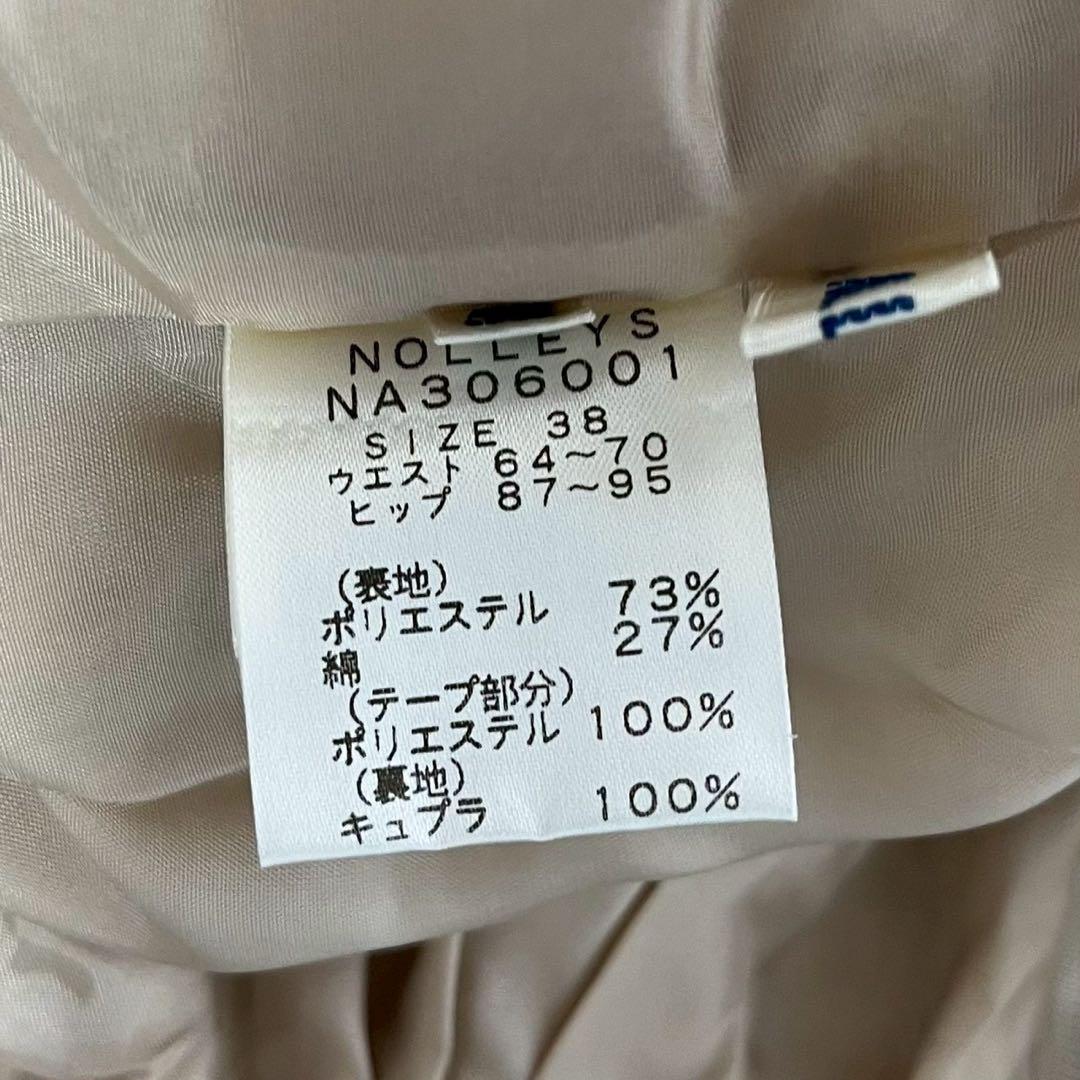 NOLLEYS
NA306001
SIZE 38
ウエスト 64～70
ヒップ 87～95
(裏地)
ポリエステル 73%
綿 27%
(テープ部分)
ポリエステル 100%
(裏地)
キュプラ 100%